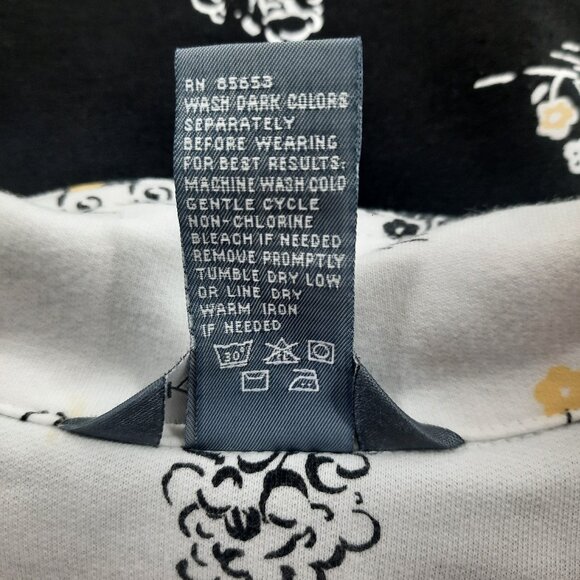 RN 65653
WASH DARK COLORS
SEPARATELY
BEFORE WEARING
FOR BEST RESULTS:
MACHINE WASH COLD
GENTLE CYCLE
NON-CHLORINE
BLEACH IF NEEDED
REMOVE PROMPTLY
TUMBLE DRY LOW
OR LINE DRY
WARM IRON
IF NEEDED
30°